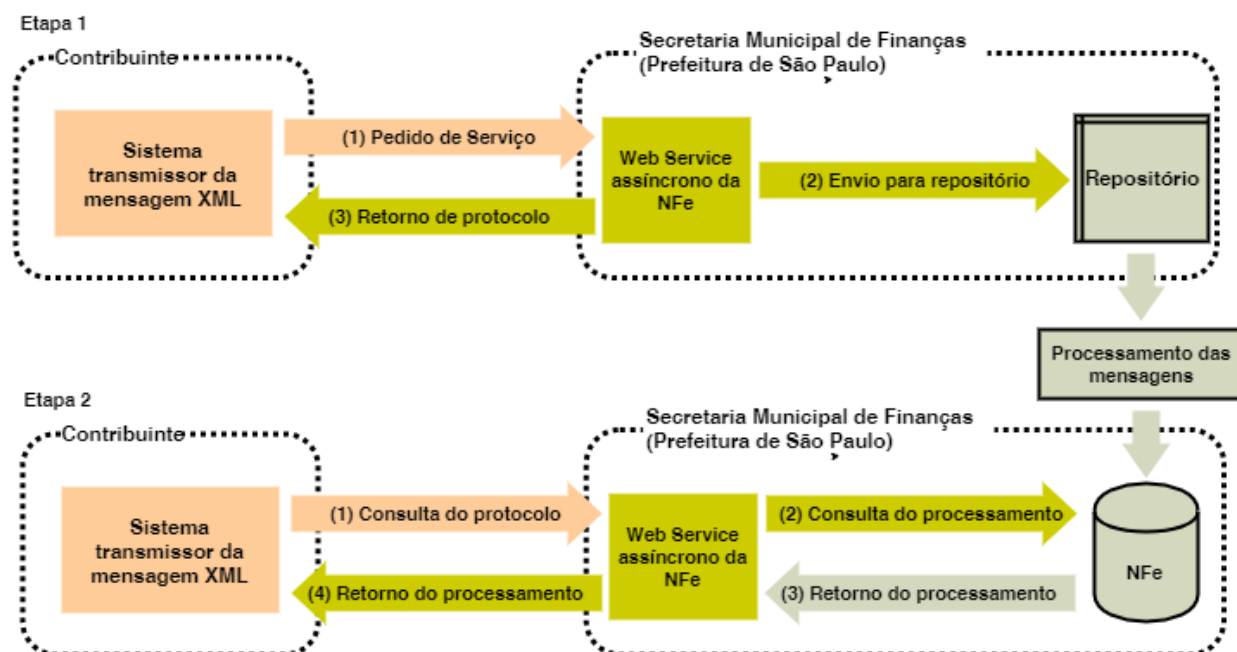 Etapa 1
Contribuinte
Secretaria Municipal de Finanças
(Prefeitura de São Paulo)
Sistema
transmissor da
mensagem XML
(1) Pedido de Serviço
(3) Retorno de protocolo
Web Service
assíncrono da
NFe
(2) Envio para repositório
Repositório
Processamento das
mensagens
Etapa 2
Contribuinte
Secretaria Municipal de Finanças
(Prefeitura de São Paulo)
Sistema
transmissor da
mensagem XML
(1) Consulta do protocolo
(4) Retorno do processamento
Web Service
assíncrono da
NFe
(2) Consulta do processamento
(3) Retorno do processamento
NFe